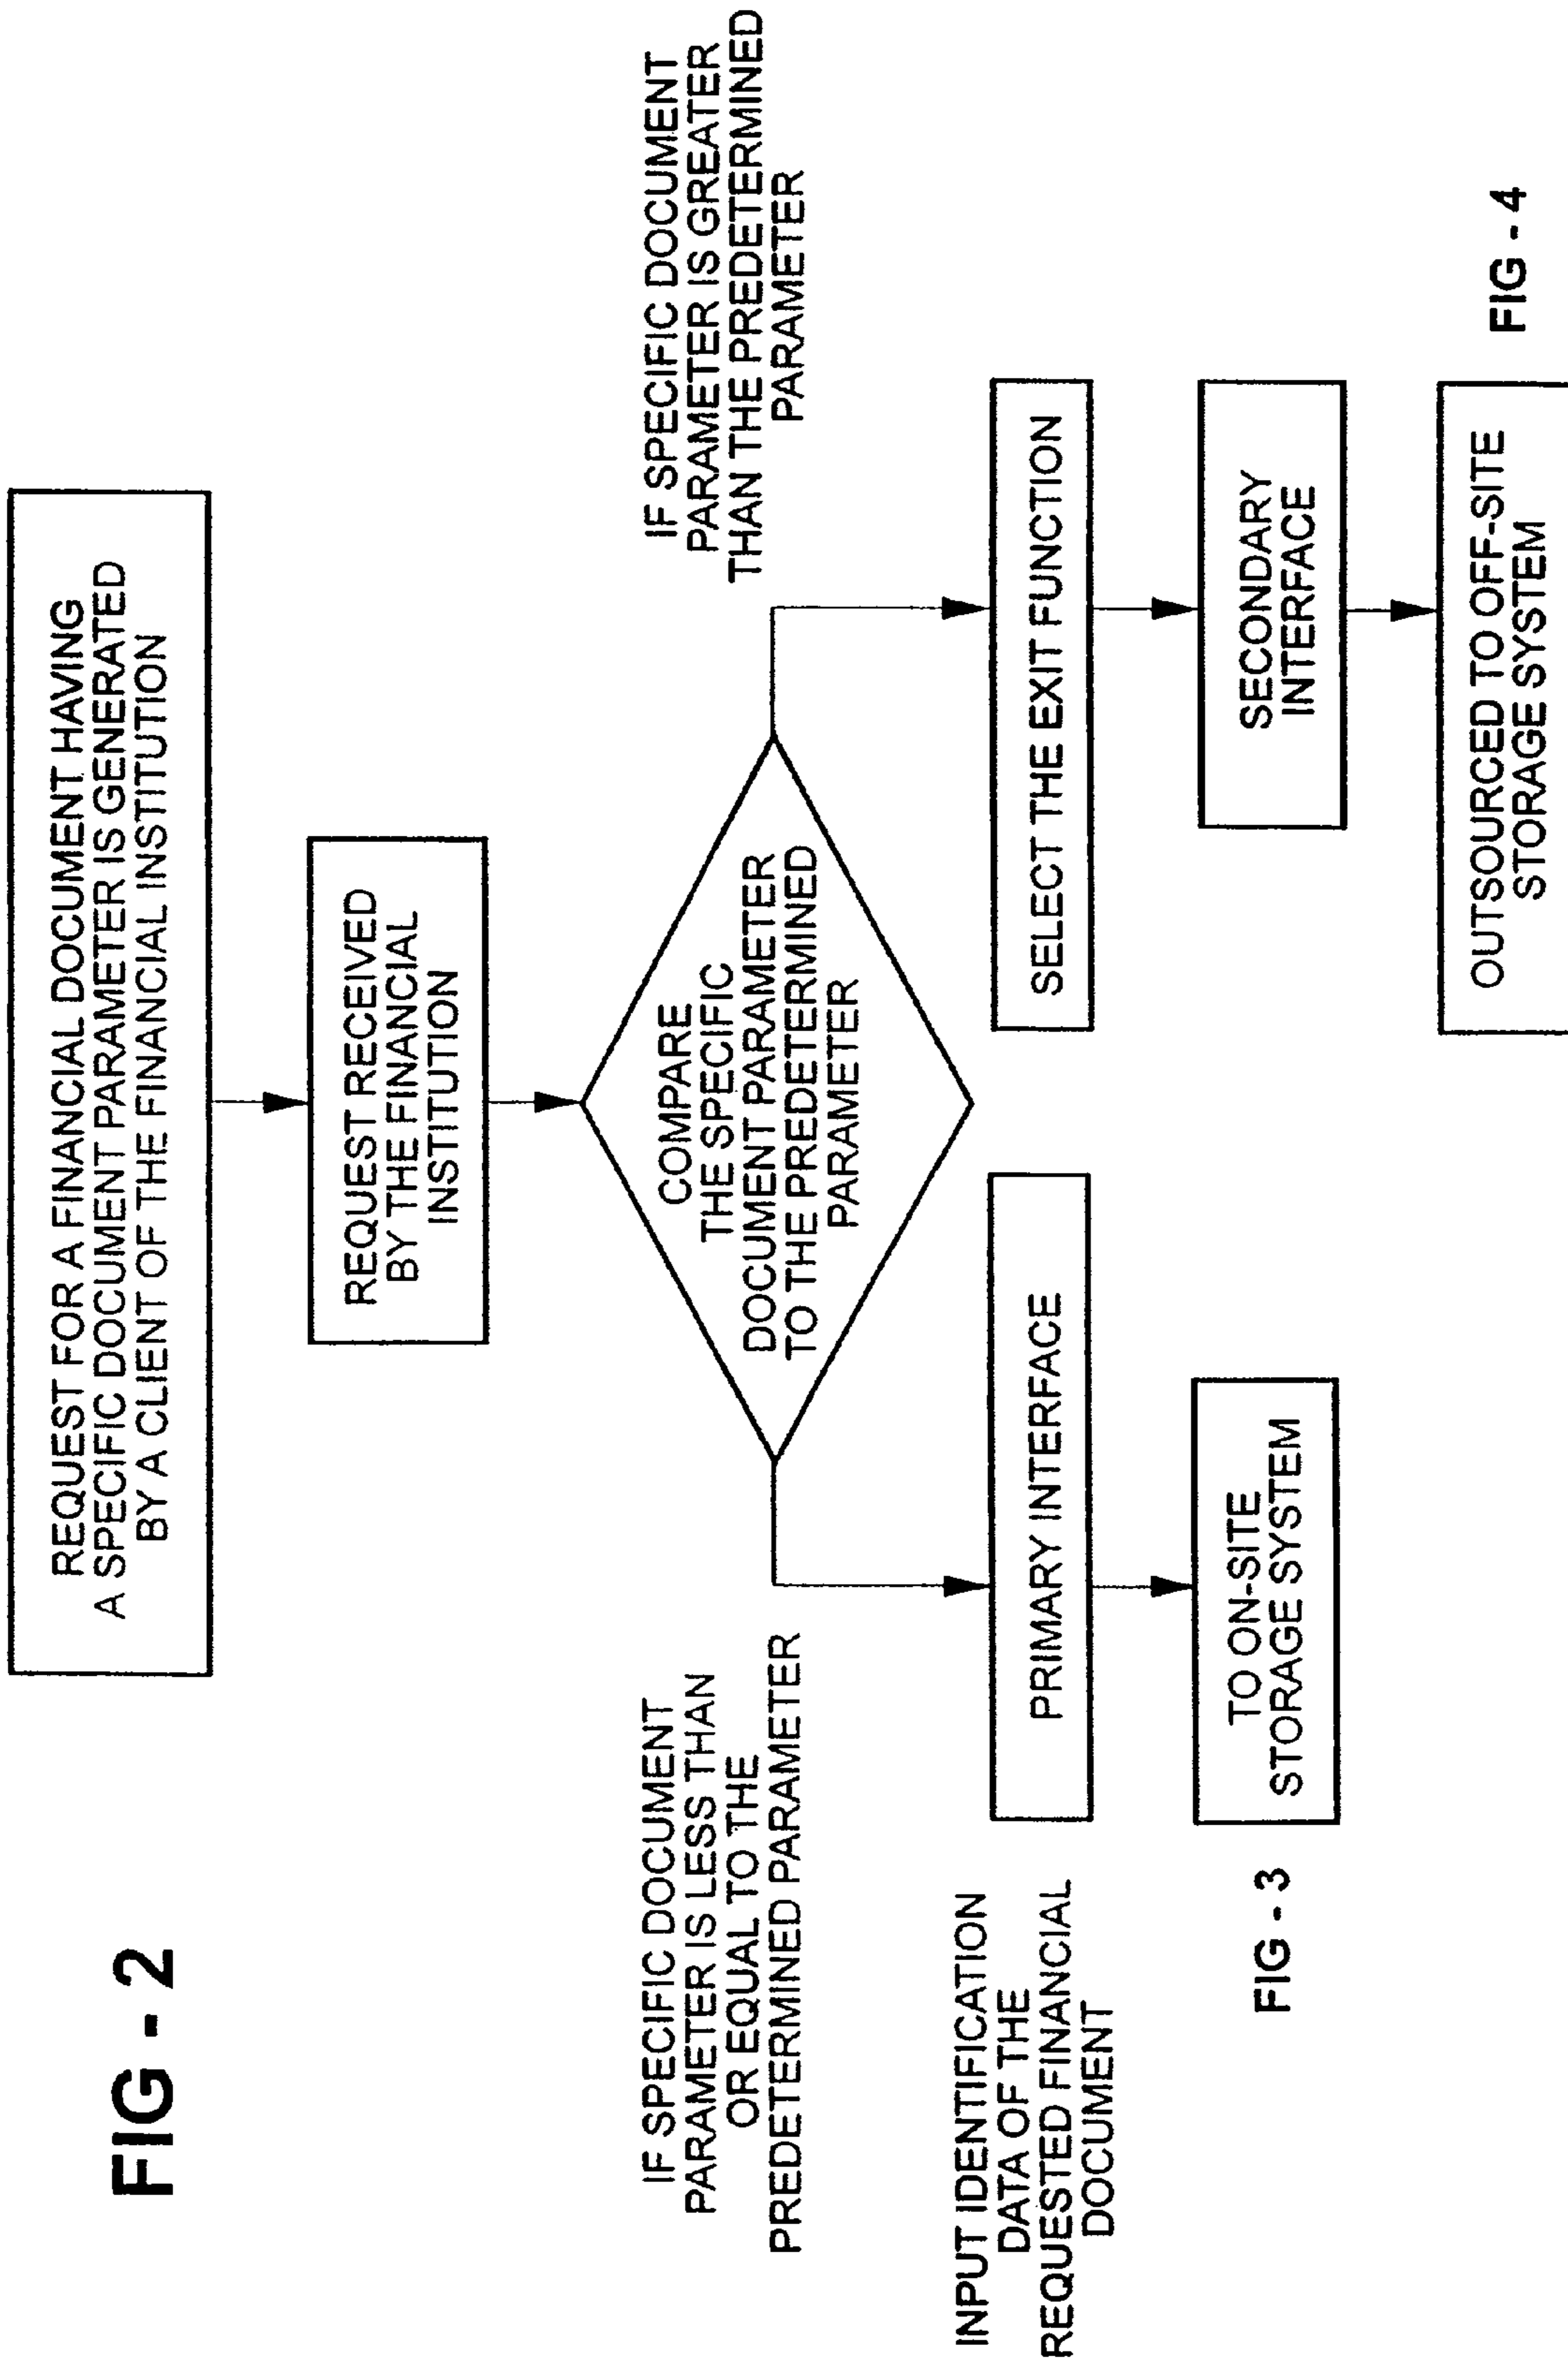 FIG - 2
REQUEST FOR A FINANCIAL DOCUMENT HAVING
A SPECIFIC DOCUMENT PARAMETER IS GENERATED
BY A CLIENT OF THE FINANCIAL INSTITUTION
REQUEST RECEIVED
BY THE FINANCIAL
INSTITUTION
COMPARE
THE SPECIFIC
DOCUMENT PARAMETER
TO THE PREDETERMINED
PARAMETER
IF SPECIFIC DOCUMENT
PARAMETER IS LESS THAN
OR EQUAL TO THE
PREDETERMINED PARAMETER
IF SPECIFIC DOCUMENT
PARAMETER IS GREATER
THAN THE PREDETERMINED
PARAMETER
INPUT IDENTIFICATION
DATA OF THE
REQUESTED FINANCIAL
DOCUMENT
PRIMARY INTERFACE
SELECT THE EXIT FUNCTION
FIG - 3
TO ON-SITE
STORAGE SYSTEM
SECONDARY
INTERFACE
OUTSOURCED TO OFF-SITE
STORAGE SYSTEM
FIG - 4